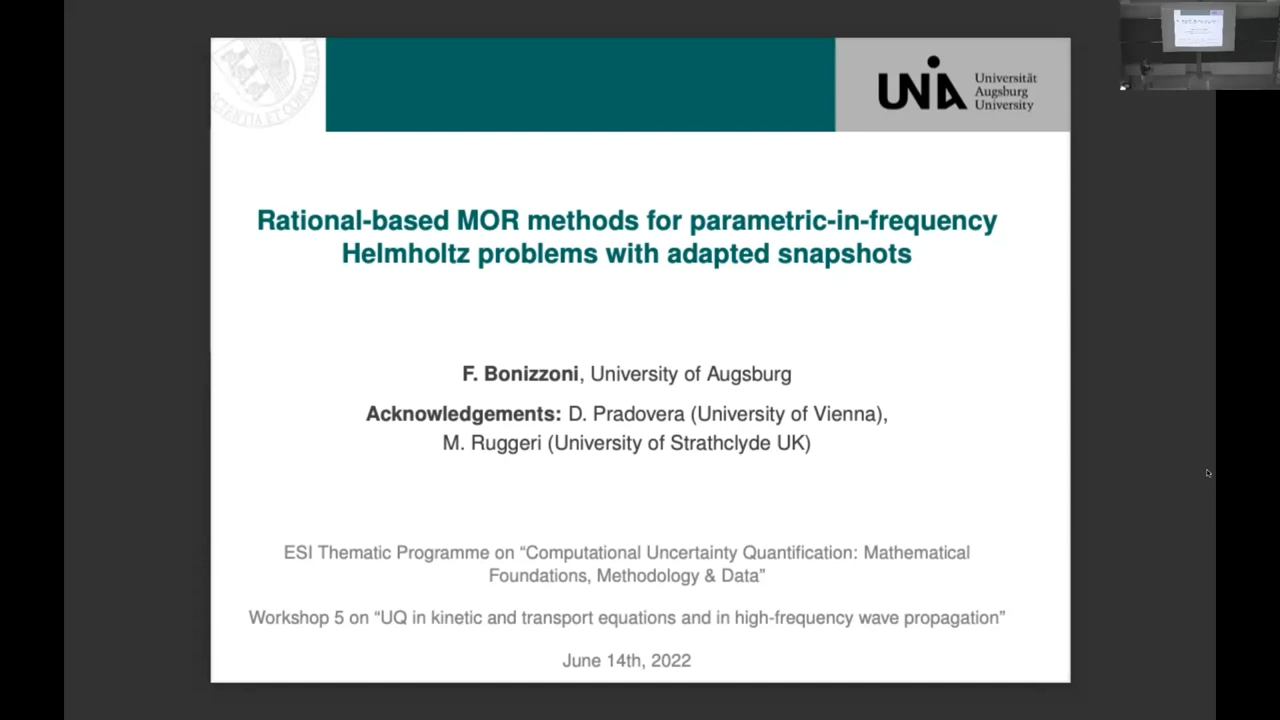 UNIA
Universität
Augsburg
University
Rational-based MOR methods for parametric-in-frequency
Helmholtz problems with adapted snapshots
F. Bonizzoni, University of Augsburg
Acknowledgements: D. Pradovera (University of Vienna),
M. Ruggeri (University of Strathclyde UK)
ESI Thematic Programme on “Computational Uncertainty Quantification: Mathematical
Foundations, Methodology & Data”
Workshop 5 on “UQ in kinetic and transport equations and in high-frequency wave propagation”
June 14th, 2022